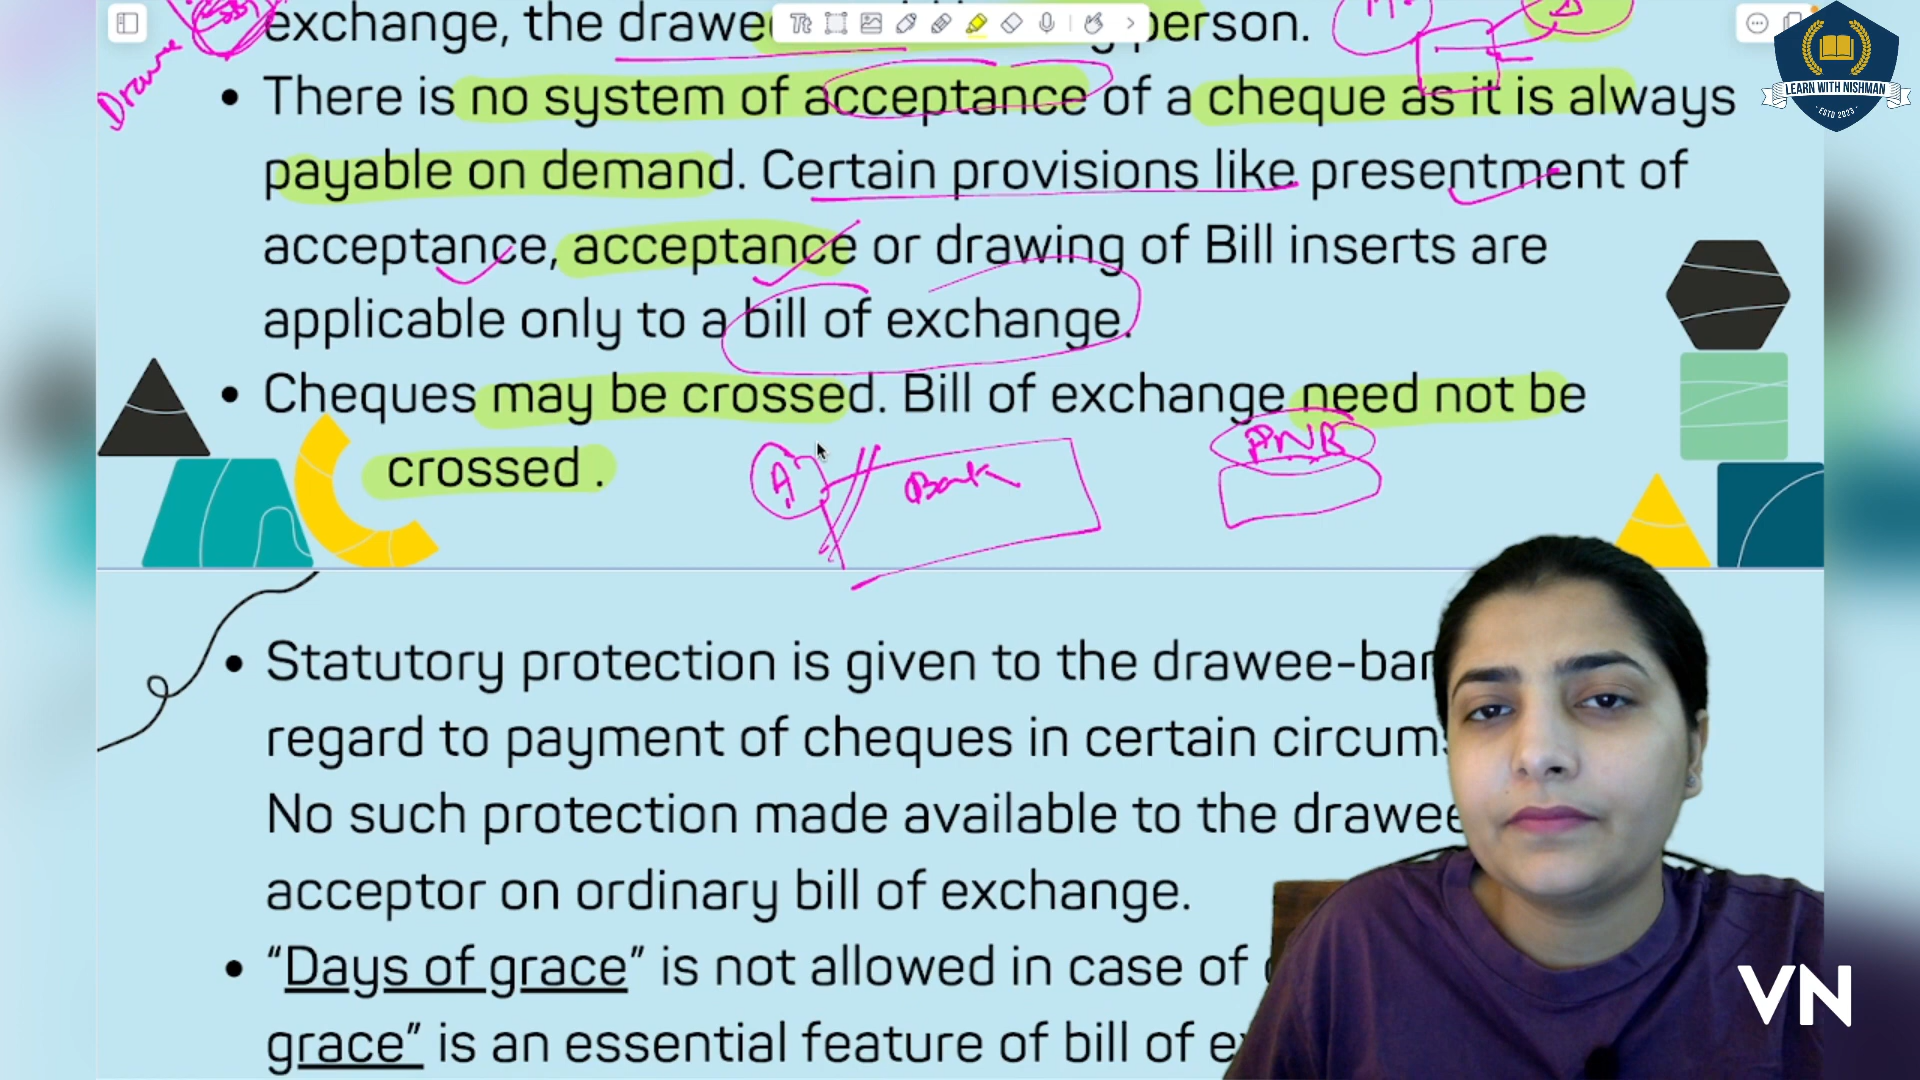 exchange, the drawee person.
Drawe
There is no system of acceptance of a cheque as it is always
payable on demand. Certain provisions like presentment of
acceptance, acceptance or drawing of Bill inserts are
applicable only to a bill of exchange.
Cheques may be crossed. Bill of exchange need not be
crossed .
A
Bank
PNB
Statutory protection is given to the
regard to payment of cheques in certain
No such protection made available to the
acceptor on ordinary bill of exchange.
“Days of grace” is not allowed in case of
grace” is an essential feature of bill of
LEARN WITH NISHMAN
ESTD 2023
VN